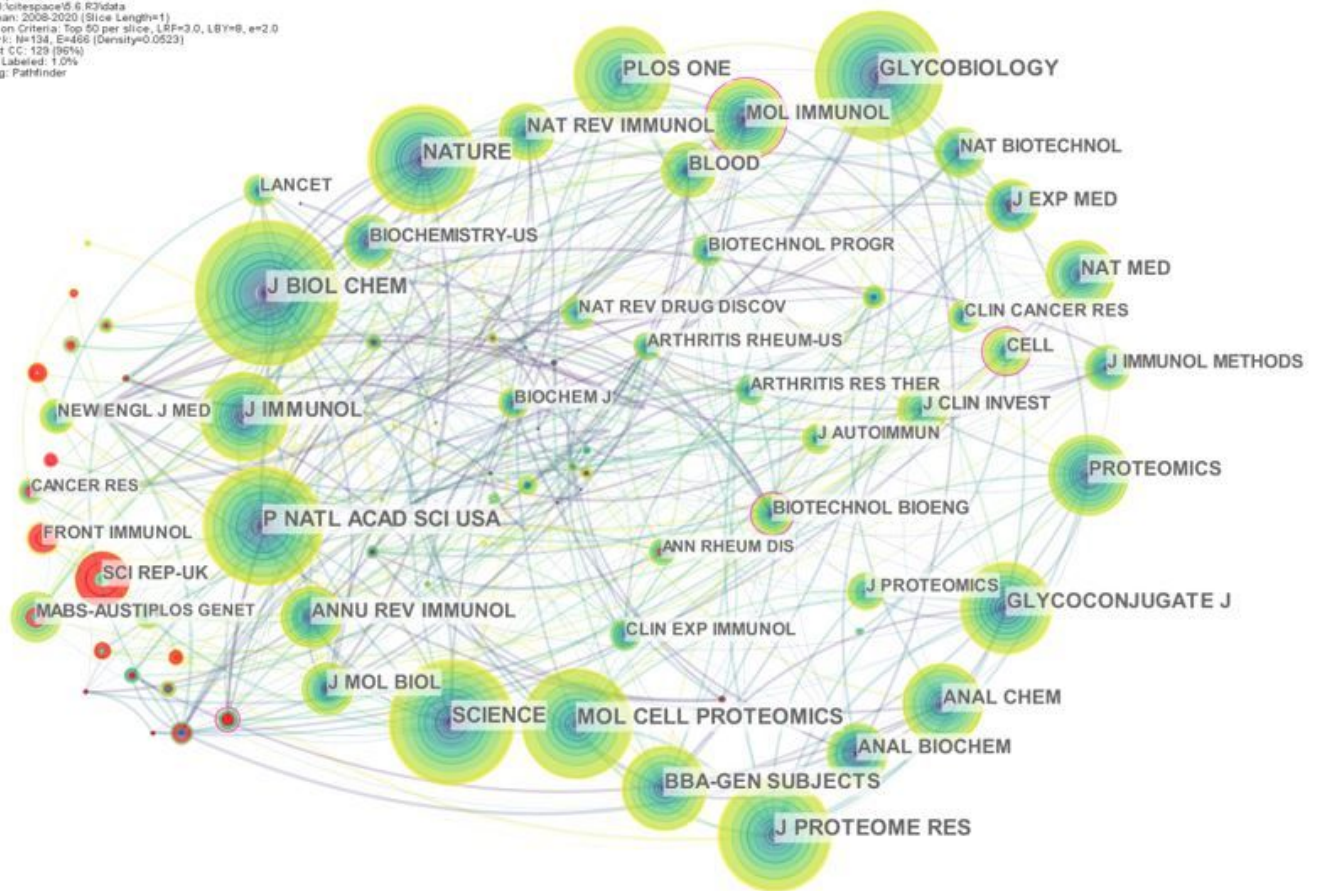 \citespace\5.6.R3\data
an: 2008-2020 (Slice Length=1)
on Criteria: Top 50 per slice, LRF=3.0, LBY=8, e=2.0
k: N=134, E=466 (Density=0.0523)
t CC: 129 (96%)
Labeled: 1.0%
g: Pathfinder
PLOS ONE
GLYCOBIOLOGY
MOL IMMUNOL
NAT REV IMMUNOL
NATURE
NAT BIOTECHNOL
BLOOD
LANCET
J EXP MED
BIOCHEMISTRY-US
BIOTECHNOL PROGR
NAT MED
J BIOL CHEM
NAT REV DRUG DISCOV
CLIN CANCER RES
ARTHRITIS RHEUM-US
CELL
J IMMUNOL METHODS
ARTHRITIS RES THER
BIOCHEM J
J CLIN INVEST
NEW ENGL J MED
J IMMUNOL
J AUTOIMMUN
PROTEOMICS
CANCER RES
BIOTECHNOL BIOENG
P NATL ACAD SCI USA
FRONT IMMUNOL
ANN RHEUM DIS
SCI REP-UK
J PROTEOMICS
GLYCOCONJUGATE J
MABS-AUSTI
PLOS GENET
ANNU REV IMMUNOL
CLIN EXP IMMUNOL
J MOL BIOL
ANAL CHEM
SCIENCE
MOL CELL PROTEOMICS
ANAL BIOCHEM
BBA-GEN SUBJECTS
J PROTEOME RES